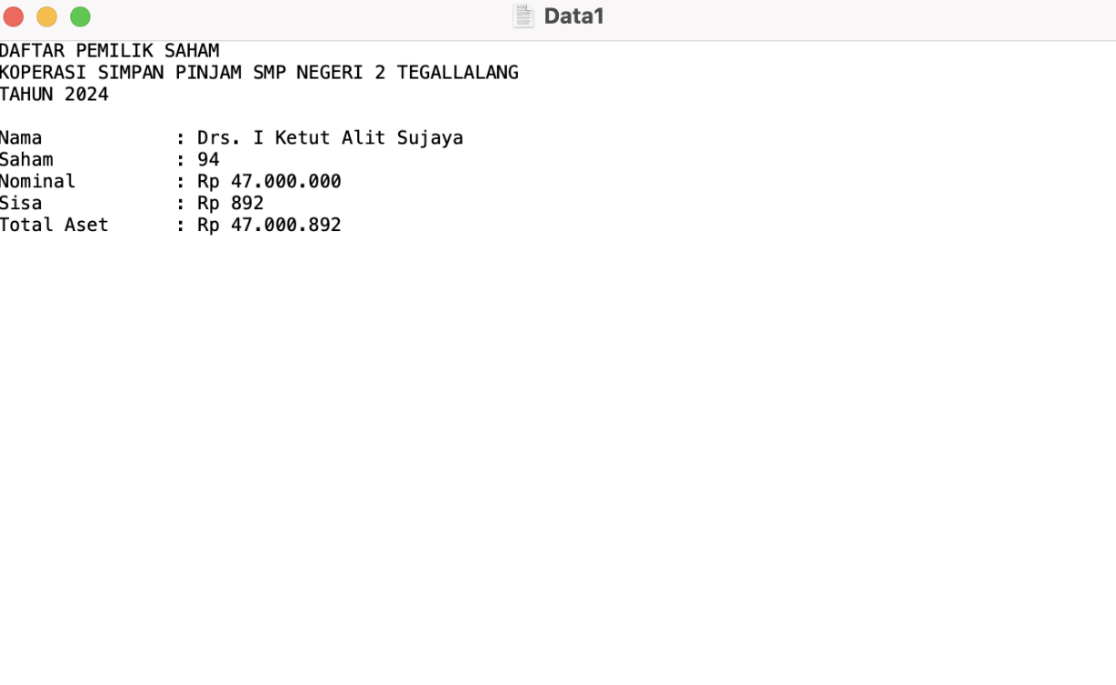 Data1
DAFTAR PEMILIK SAHAM
KOPERASI SIMPAN PINJAM SMP NEGERI 2 TEGALLALANG
TAHUN 2024
Nama : Drs. I Ketut Alit Sujaya
Saham : 94
Nominal : Rp 47.000.000
Sisa : Rp 892
Total Aset : Rp 47.000.892